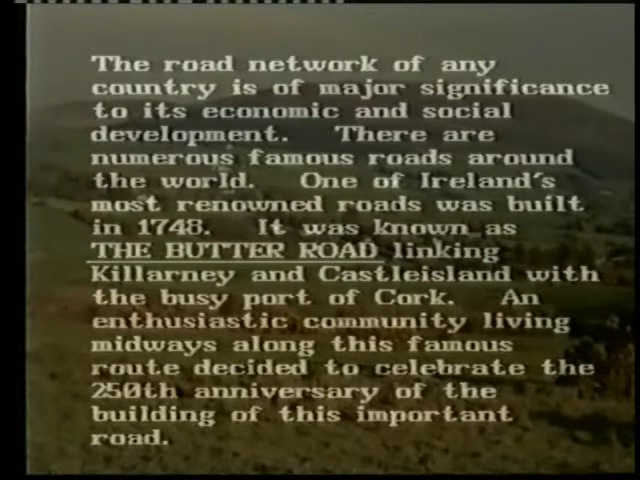 The road network of any
country is of major significance
to its economic and social
development. There are
numerous famous roads around
the world. One of Ireland's
most renowned roads was built
in 1748. It was known as
THE BUTTER ROAD linking
Killarney and Castleisland with
the busy port of Cork. An
enthusiastic community living
midways along this famous
route decided to celebrate the
250th anniversary of the
building of this important
road.